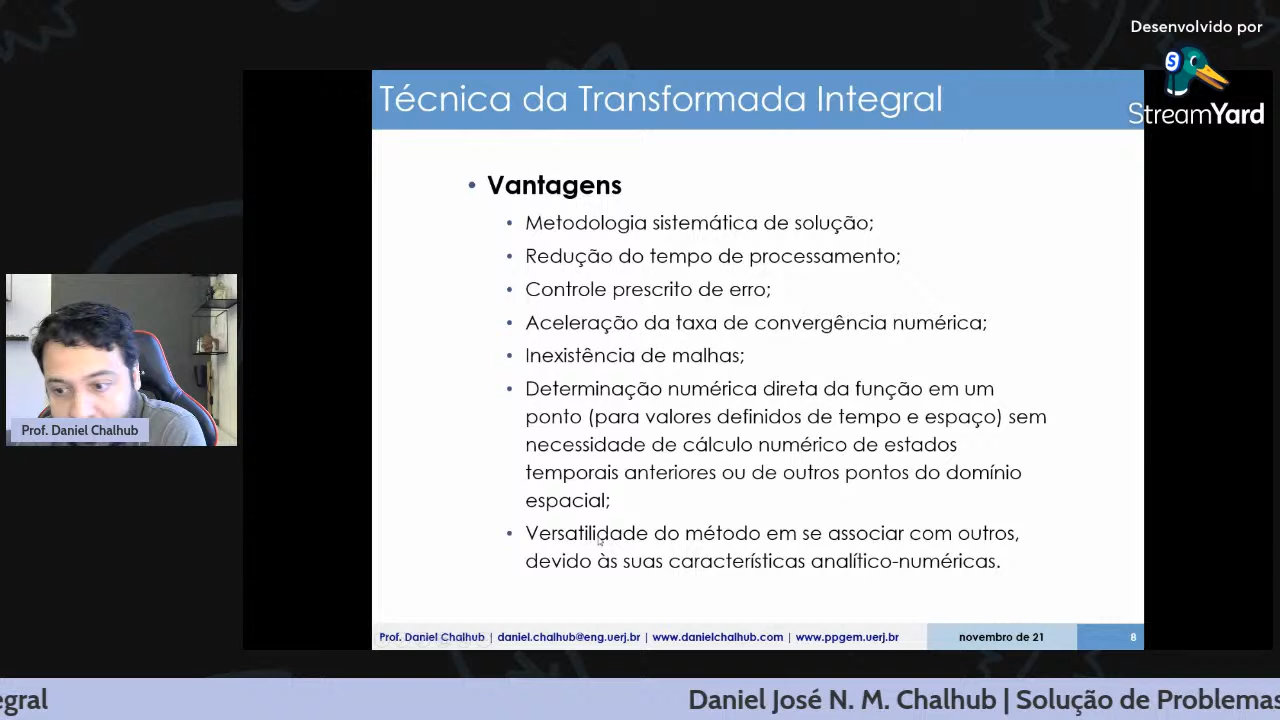 Desenvolvido por
StreamYard
Técnica da Transformada Integral
• Vantagens
• Metodologia sistemática de solução;
• Redução do tempo de processamento;
• Controle prescrito de erro;
• Aceleração da taxa de convergência numérica;
• Inexistência de malhas;
• Determinação numérica direta da função em um
ponto (para valores definidos de tempo e espaço) sem
necessidade de cálculo numérico de estados
temporais anteriores ou de outros pontos do domínio
espacial;
• Versatilidade do método em se associar com outros,
devido às suas características analítico-numéricas.
Prof. Daniel Chalhub
Prof. Daniel Chalhub | daniel.chalhub@eng.uerj.br | www.danielchalhub.com | www.ppgem.uerj.br novembro de 21 8
egral Daniel José N. M. Chalhub | Solução de Problemas